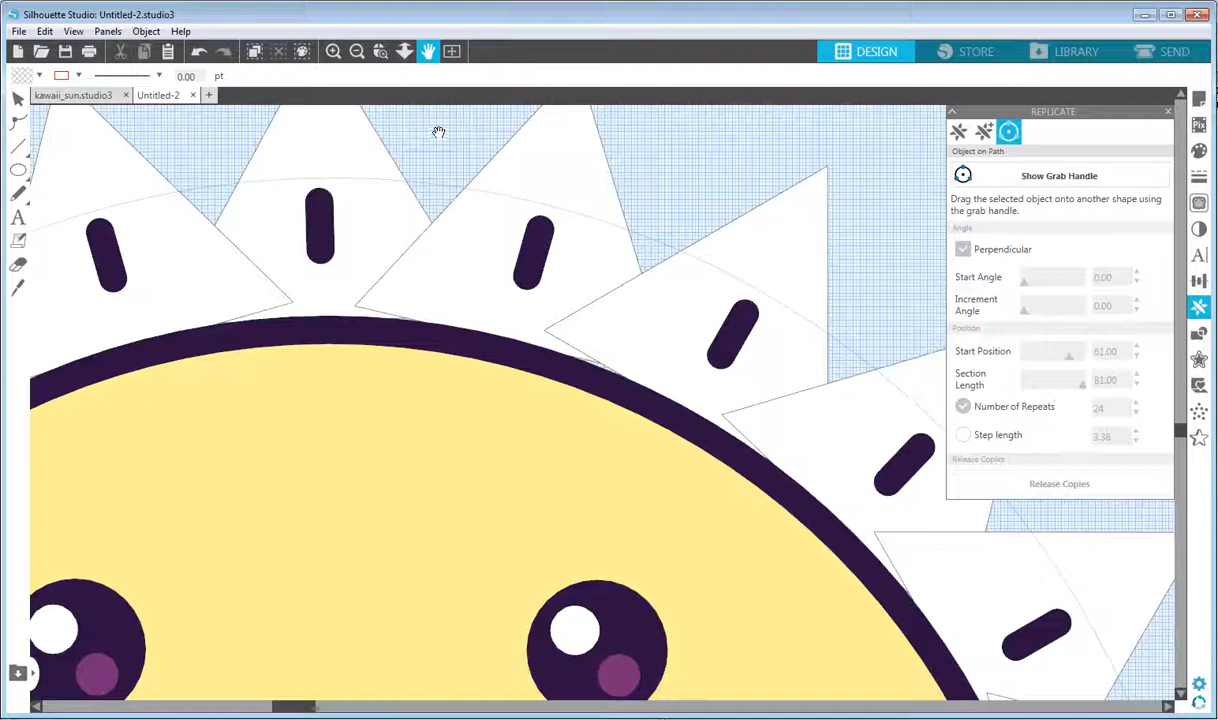 Silhouette Studio: Untitled-2.studio3
File Edit View Panels Object Help
DESIGN STORE LIBRARY SEND
0.00 pt
kawaii_sun.studio3 × Untitled-2 × +
REPLICATE
Object on Path
Show Grab Handle
Drag the selected object onto another shape using
the grab handle.
Angle
Perpendicular
Start Angle 0.00
Increment
Angle 0.00
Position
Start Position 61.00
Section
Length 81.00
Number of Repeats 24
Step length 3.38
Release Copies
Release Copies